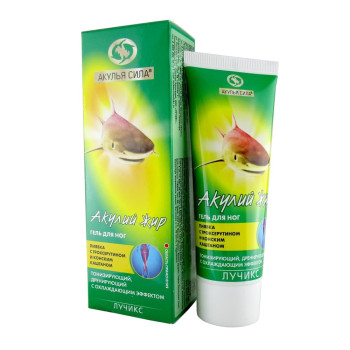 АКУЛЬЯ СИЛА®
Акулий жир
ГЕЛЬ ДЛЯ НОГ
ПИЯВКА
С ТРОКСЕРУТИНОМ
И КОНСКИМ
КАШТАНОМ
ТОНИЗИРУЮЩИЙ,
ДРЕНИРУЮЩИЙ
С ОХЛАЖДАЮЩИМ ЭФФЕКТОМ
ЛУЧИКС
АКУЛЬЯ СИЛА®
Акулий жир
ГЕЛЬ ДЛЯ НОГ
ПИЯВКА
С ТРОКСЕРУТИНОМ
И КОНСКИМ
КАШТАНОМ
ТОНИЗИРУЮЩИЙ, ДРЕНИРУЮЩИЙ
С ОХЛАЖДАЮЩИМ ЭФФЕКТОМ
ЛУЧИКС